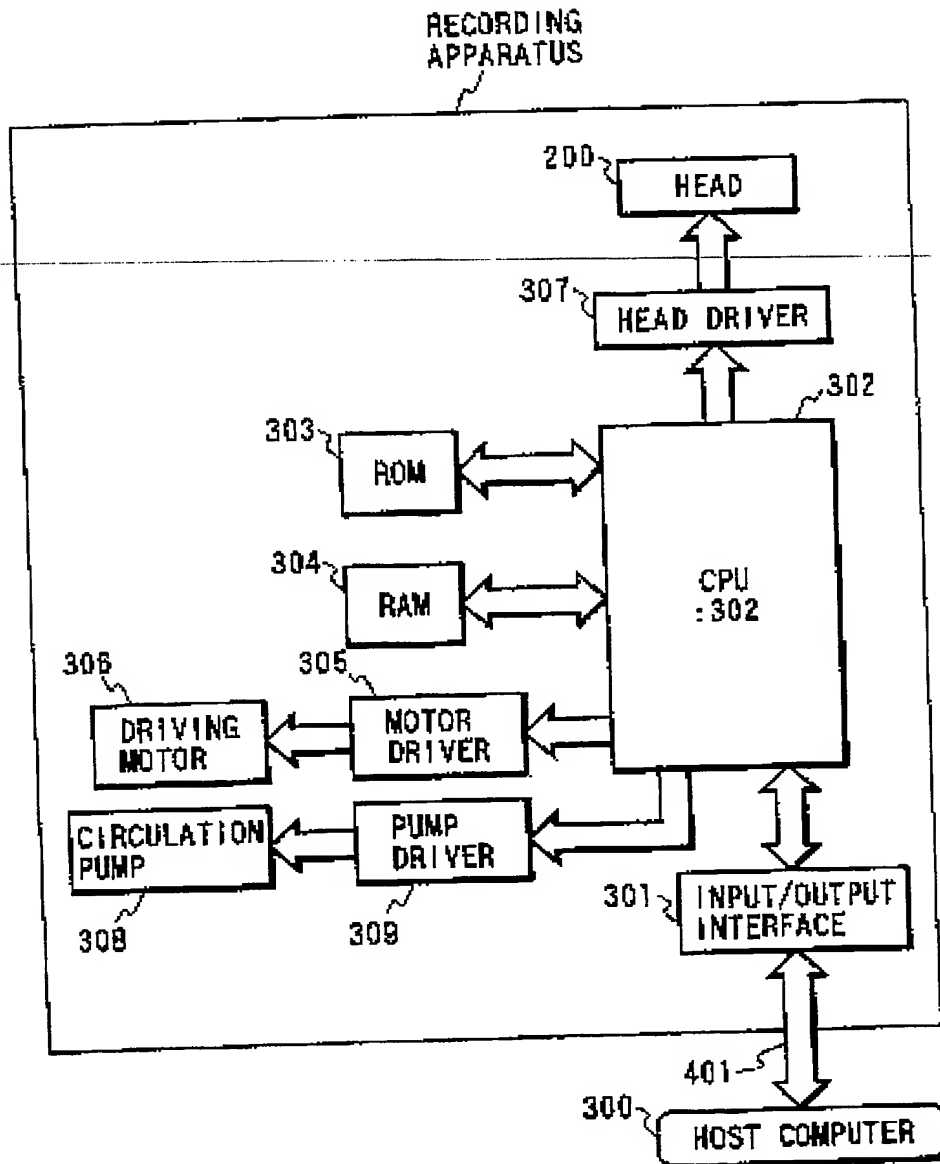 RECORDING
APPARATUS
200
HEAD
307
HEAD DRIVER
302
303
ROM
CPU
:302
304
RAM
306
305
DRIVING
MOTOR
MOTOR
DRIVER
CIRCULATION
PUMP
PUMP
DRIVER
308
309
301
INPUT/OUTPUT
INTERFACE
401
300
HOST COMPUTER